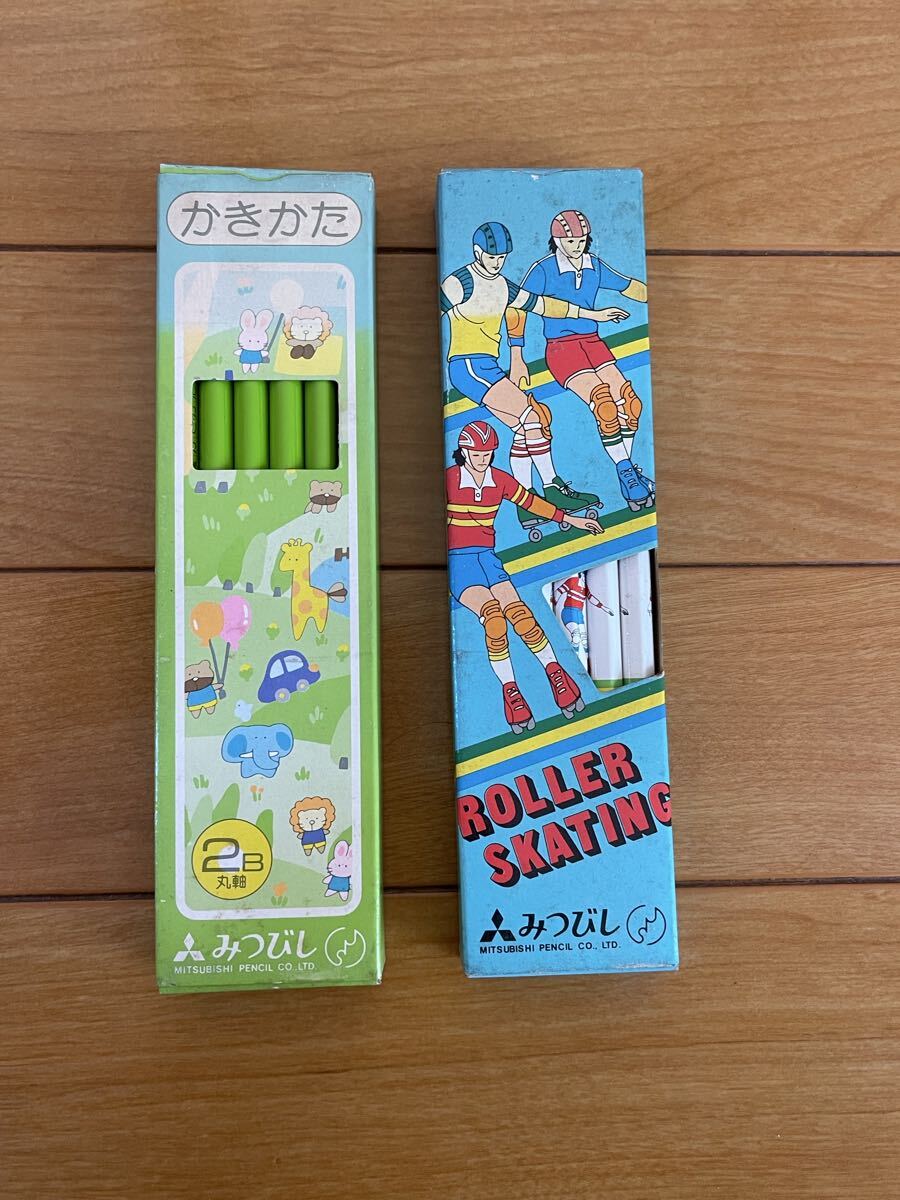 かきかた
2B
丸軸
みつびし
MITSUBISHI PENCIL CO., LTD.
ROLLER
SKATING
みつびし
MITSUBISHI PENCIL CO., LTD.